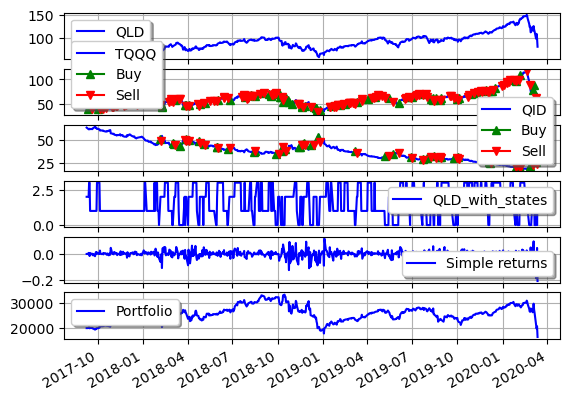 150
100
QLD
TQQQ
Buy
Sell
100
50
QID
Buy
Sell
50
25
2.5
0.0
QLD_with_states
0.0
−0.2
Simple returns
30000
20000
Portfolio
2017-10
2018-01
2018-04
2018-07
2018-10
2019-01
2019-04
2019-07
2019-10
2020-01
2020-04